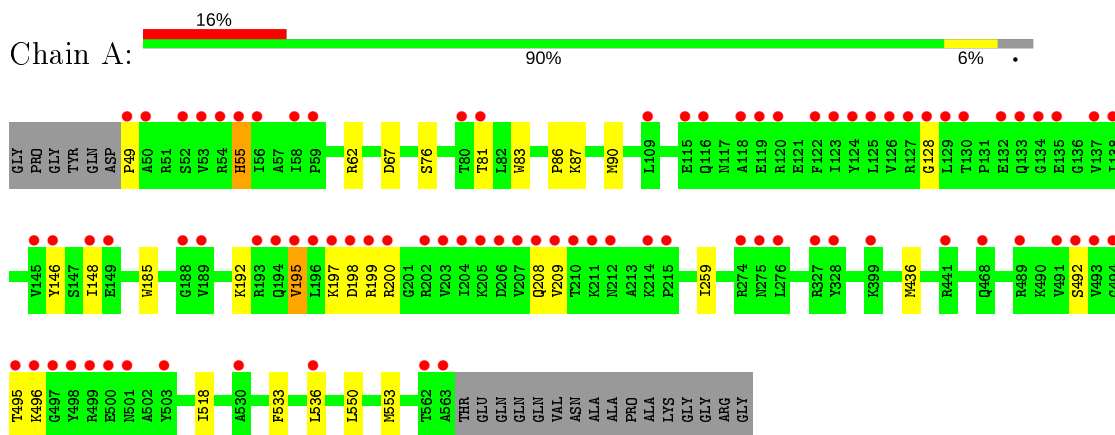 16%
Chain A:
90% 6% •
GLY PRO GLY TYR GLN ASP P49 A50 R51 S52 V53 R54 H55 I56 A57 I58 P59 R62 D67 S76 T80 T81 L82 W83 P86 K87 M90 L109 E115 Q116 N117 A118 E119 R120 E121 F122 I123 Y124 L125 V126 R127 G128 L129 T130 P131 E132 Q133 G134 E135 G136 V137
V145 Y146 S147 I148 E149 W185 G188 V189 K192 R193 Q194 V195 L196 K197 D198 R199 R200 G201 R202 V203 I204 K205 D206 V207 Q208 V209 T210 K211 N212 A213 K214 P215 I259 R274 N275 L276 R327 Y328 K399 M436 R441 Q468 R489 K490 V491 S492 V493
T495 K496 G497 Y498 R499 E500 N501 A502 Y503 I518 A530 F533 L536 L550 M553 T562 A563 THR GLU GLN GLN GLN VAL ASN ALA ALA PRO ALA LYS GLY GLY ARG GLY